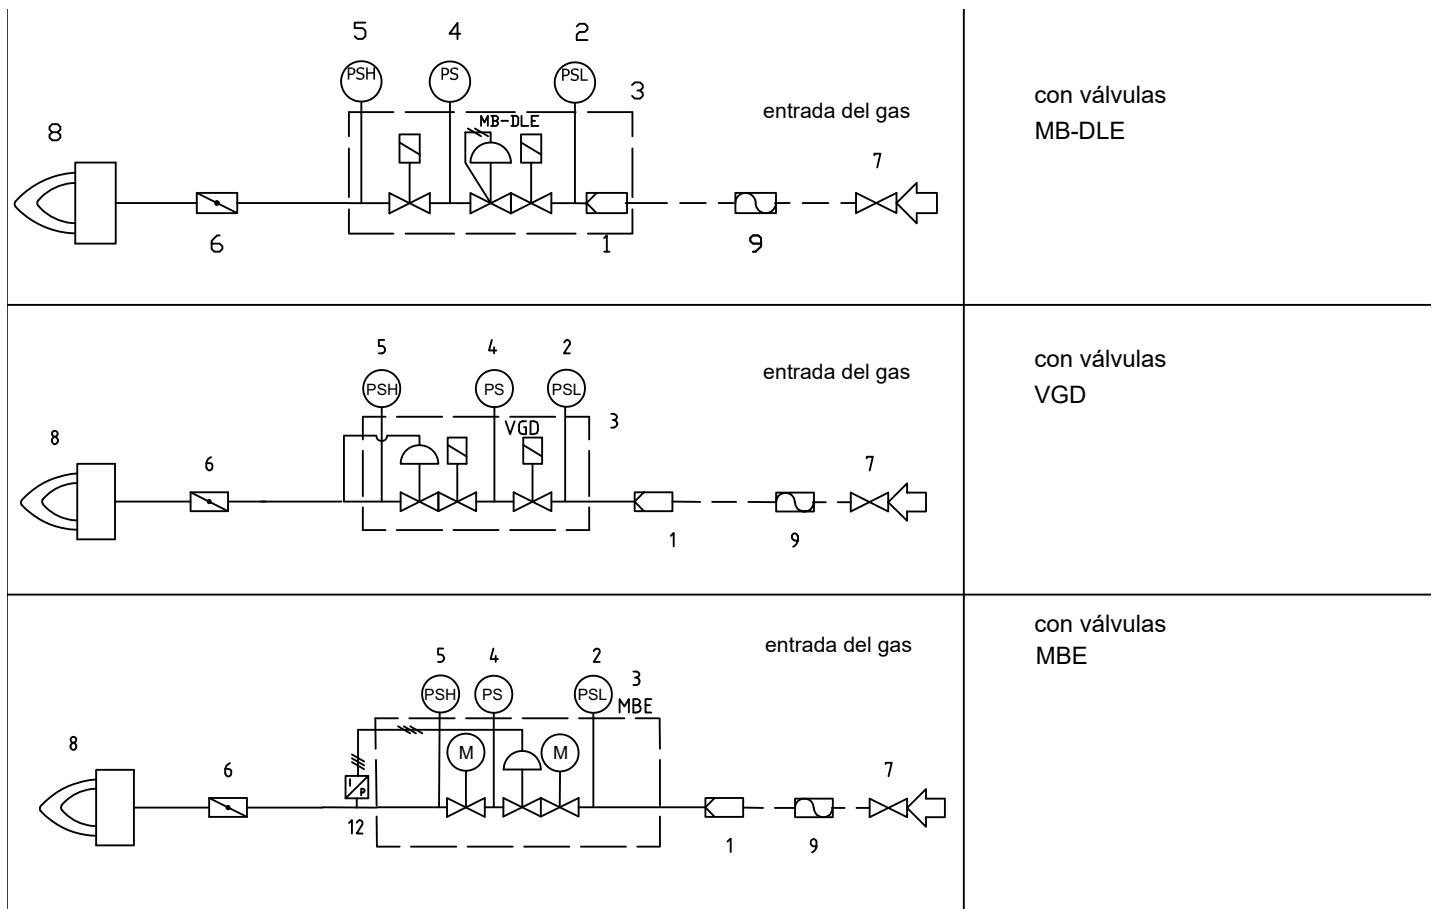 5 4 2
PSH PS PSL
3
MB-DLE
entrada del gas
8
7
6 1 9
con válvulas
MB-DLE
5 4 2
PSH PS PSL
entrada del gas
VGD
3
8
6
7
1 9
con válvulas
VGD
entrada del gas
5 4 2
PSH PS PSL
3
MBE
8
M M
6
I
P
7
12
1 9
con válvulas
MBE